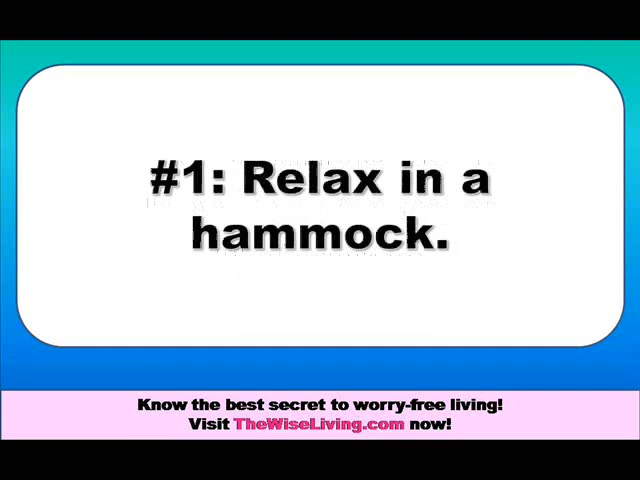 #1: Relax in a
hammock.
Know the best secret to worry-free living!
Visit TheWiseLiving.com now!